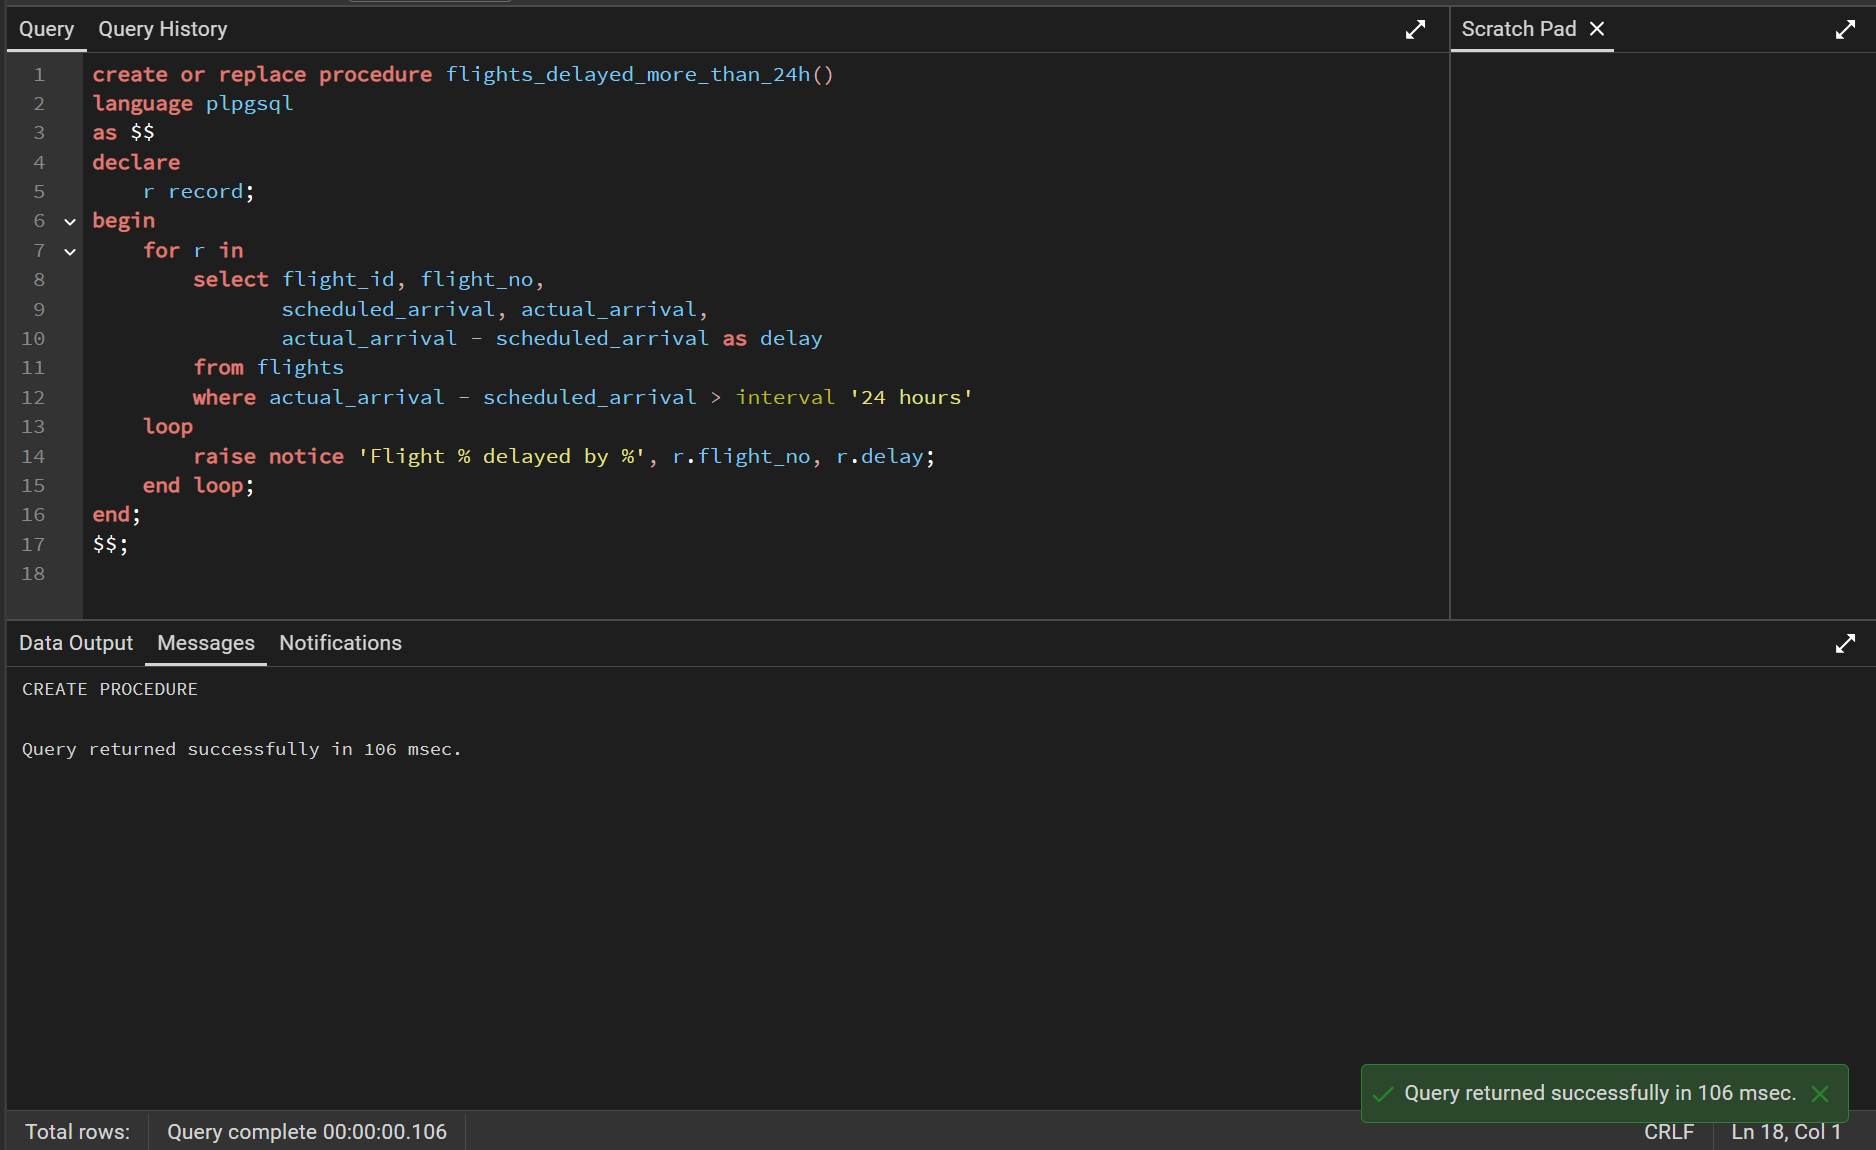 Query Query History
Scratch Pad
1 create or replace procedure flights_delayed_more_than_24h()
2 language plpgsql
3 as $$
4 declare
5     r record;
6 begin
7     for r in
8         select flight_id, flight_no,
9                scheduled_arrival, actual_arrival,
10                actual_arrival - scheduled_arrival as delay
11         from flights
12         where actual_arrival - scheduled_arrival > interval '24 hours'
13     loop
14         raise notice 'Flight % delayed by %', r.flight_no, r.delay;
15     end loop;
16 end;
17 $$;
18
Data Output Messages Notifications
CREATE PROCEDURE
Query returned successfully in 106 msec.
Query returned successfully in 106 msec.
Total rows: Query complete 00:00:00.106 CRLF Ln 18, Col 1